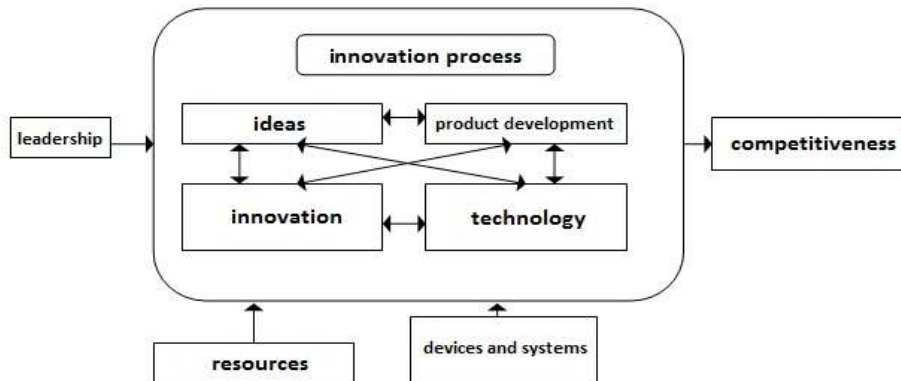 innovation process
ideas
product development
leadership
competitiveness
innovation
technology
devices and systems
resources